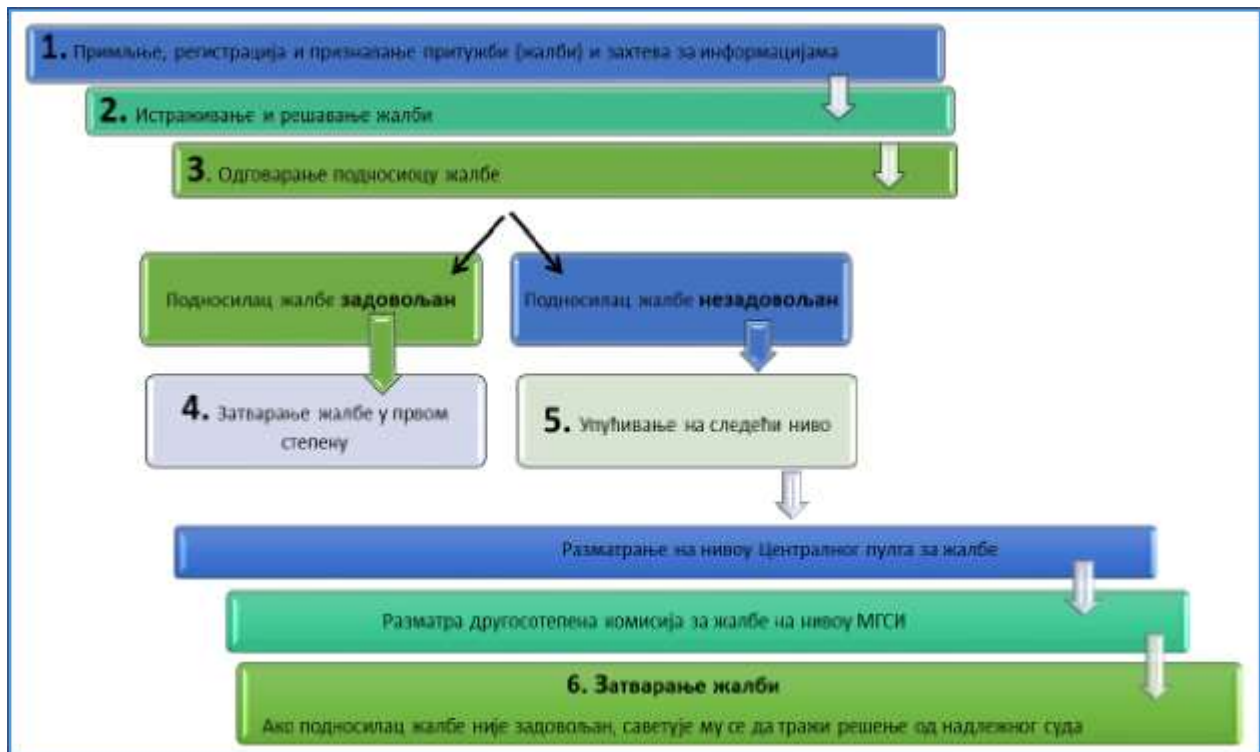 1. Примљње, регистрација и признавање притужби (жалби) и захтева за информацијама
2. Истраживање и решавање жалби
3. Одговарање подносиоцу жалбе
Подносилац жалбе задовољан
Подносилац жалбе незадовољан
4. Затварање жалбе у првом
степену
5. Упућивање на следећи ниво
Разматрање на нивоу Централног пулта за жалбе
Разматра другосотепена комисија за жалбе на нивоу МГСИ
6. Затварање жалби
Ако подносилац жалбе није задовољан, саветује му се да тражи решење од надлежног суда